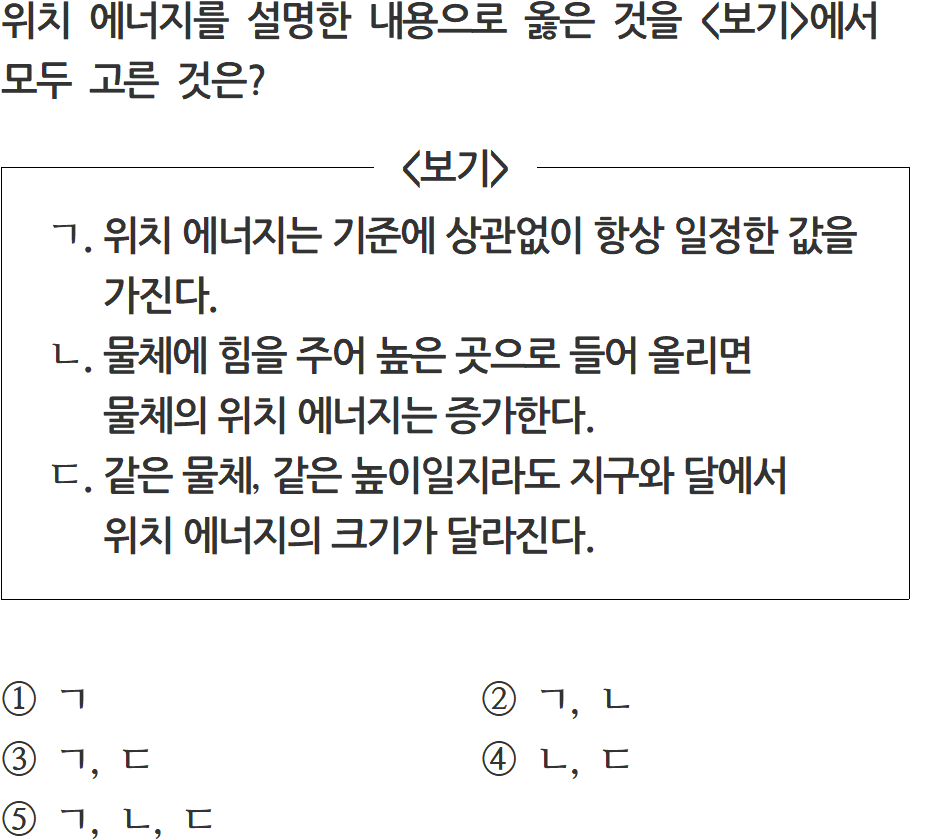 위치 에너지를 설명한 내용으로 옳은 것을 <보기>에서
모두 고른 것은?
<보기>
ㄱ. 위치 에너지는 기준에 상관없이 항상 일정한 값을
가진다.
ㄴ. 물체에 힘을 주어 높은 곳으로 들어 올리면
물체의 위치 에너지는 증가한다.
ㄷ. 같은 물체, 같은 높이일지라도 지구와 달에서
위치 에너지의 크기가 달라진다.
① ㄱ ② ㄱ, ㄴ
③ ㄱ, ㄷ ④ ㄴ, ㄷ
⑤ ㄱ, ㄴ, ㄷ